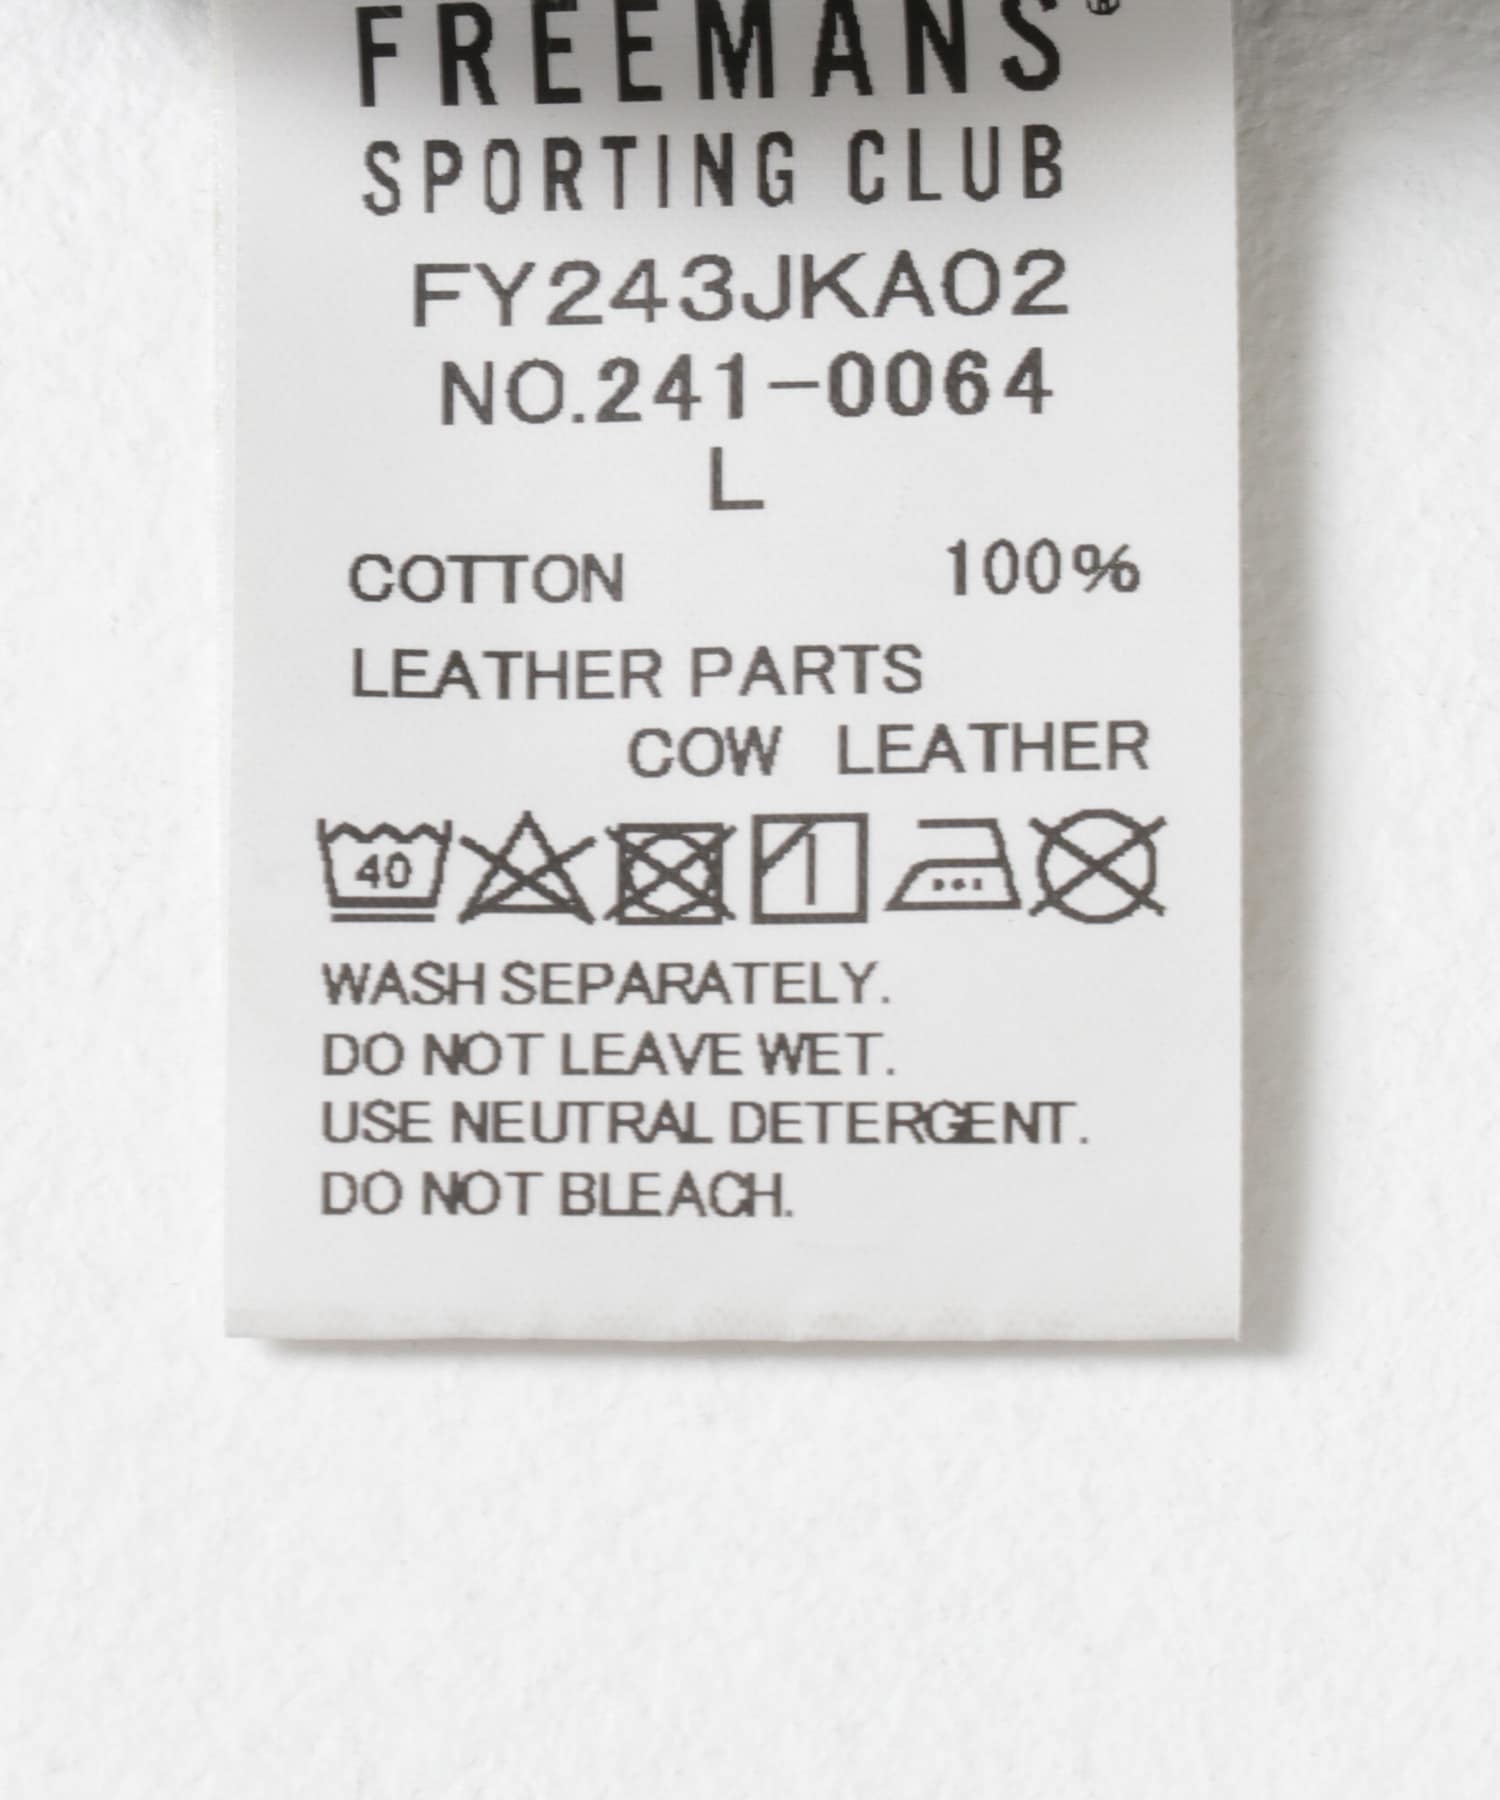 FREEMANS®
SPORTING CLUB
FY243JKA02
NO.241-0064
L
COTTON 100%
LEATHER PARTS
COW LEATHER
40
WASH SEPARATELY.
DO NOT LEAVE WET.
USE NEUTRAL DETERGENT.
DO NOT BLEACH.